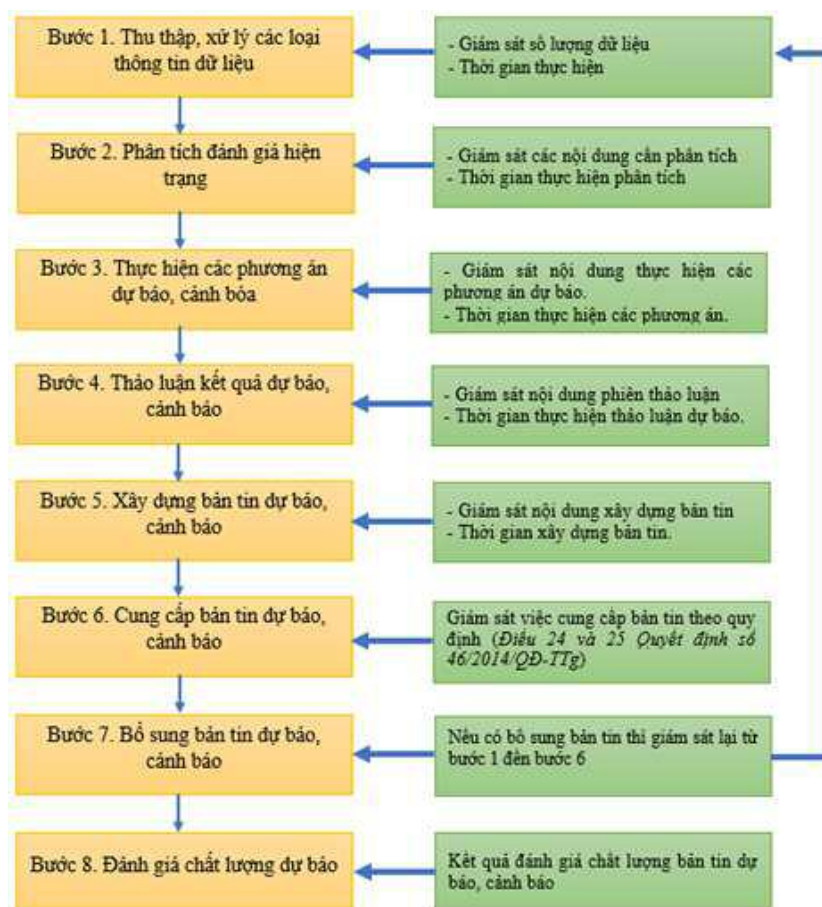 Bước 1. Thu thập, xử lý các loại
thông tin dữ liệu
- Giám sát số lượng dữ liệu
- Thời gian thực hiện
Bước 2. Phân tích đánh giá hiện
trạng
- Giám sát các nội dung cần phân tích
- Thời gian thực hiện phân tích
Bước 3. Thực hiện các phương án
dự báo, cảnh bóa
- Giám sát nội dung thực hiện các
phương án dự báo.
- Thời gian thực hiện các phương án.
Bước 4. Thảo luận kết quả dự báo,
cảnh báo
- Giám sát nội dung phiên thảo luận
- Thời gian thực hiện thảo luận dự báo.
Bước 5. Xây dựng bản tin dự báo,
cảnh báo
- Giám sát nội dung xây dựng bản tin
- Thời gian xây dựng bản tin.
Bước 6. Cung cấp bản tin dự báo,
cảnh báo
Giám sát việc cung cấp bản tin theo quy
định (Điều 24 và 25 Quyết định số
46/2014/QĐ-TTg)
Bước 7. Bổ sung bản tin dự báo,
cảnh báo
Nếu có bổ sung bản tin thì giám sát lại từ
bước 1 đến bước 6
Bước 8. Đánh giá chất lượng dự báo
Kết quả đánh giá chất lượng bản tin dự
báo, cảnh báo